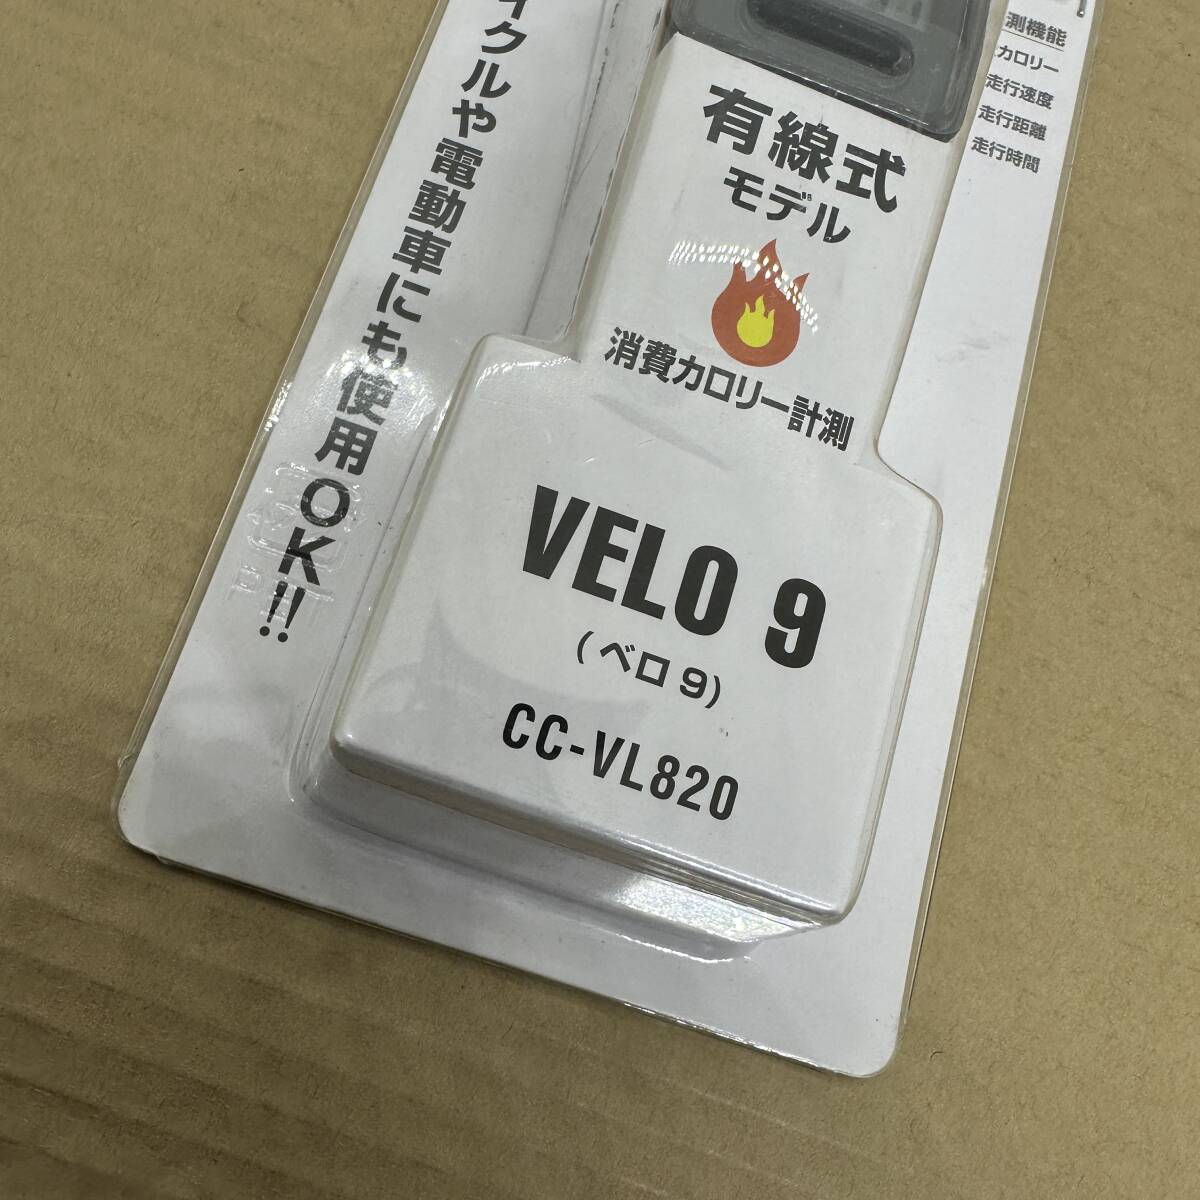 イクルや電動車にも使用OK!!
測機能
カロリー
走行速度
走行距離
走行時間
有線式
モデル
消費カロリー計測
VELO 9
(ベロ9)
CC-VL820